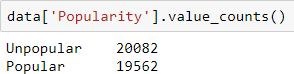 data['Popularity'].value_counts()
Unpopular    20082
Popular      19562